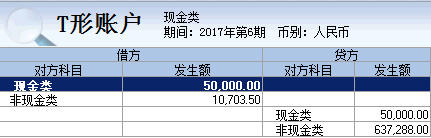 T形账户
现金类
期间：2017年第6期 币别：人民币
借方 贷方
对方科目 发生额 对方科目 发生额
现金类 50,000.00
非现金类 10,703.50
现金类 50,000.00
非现金类 637,288.00